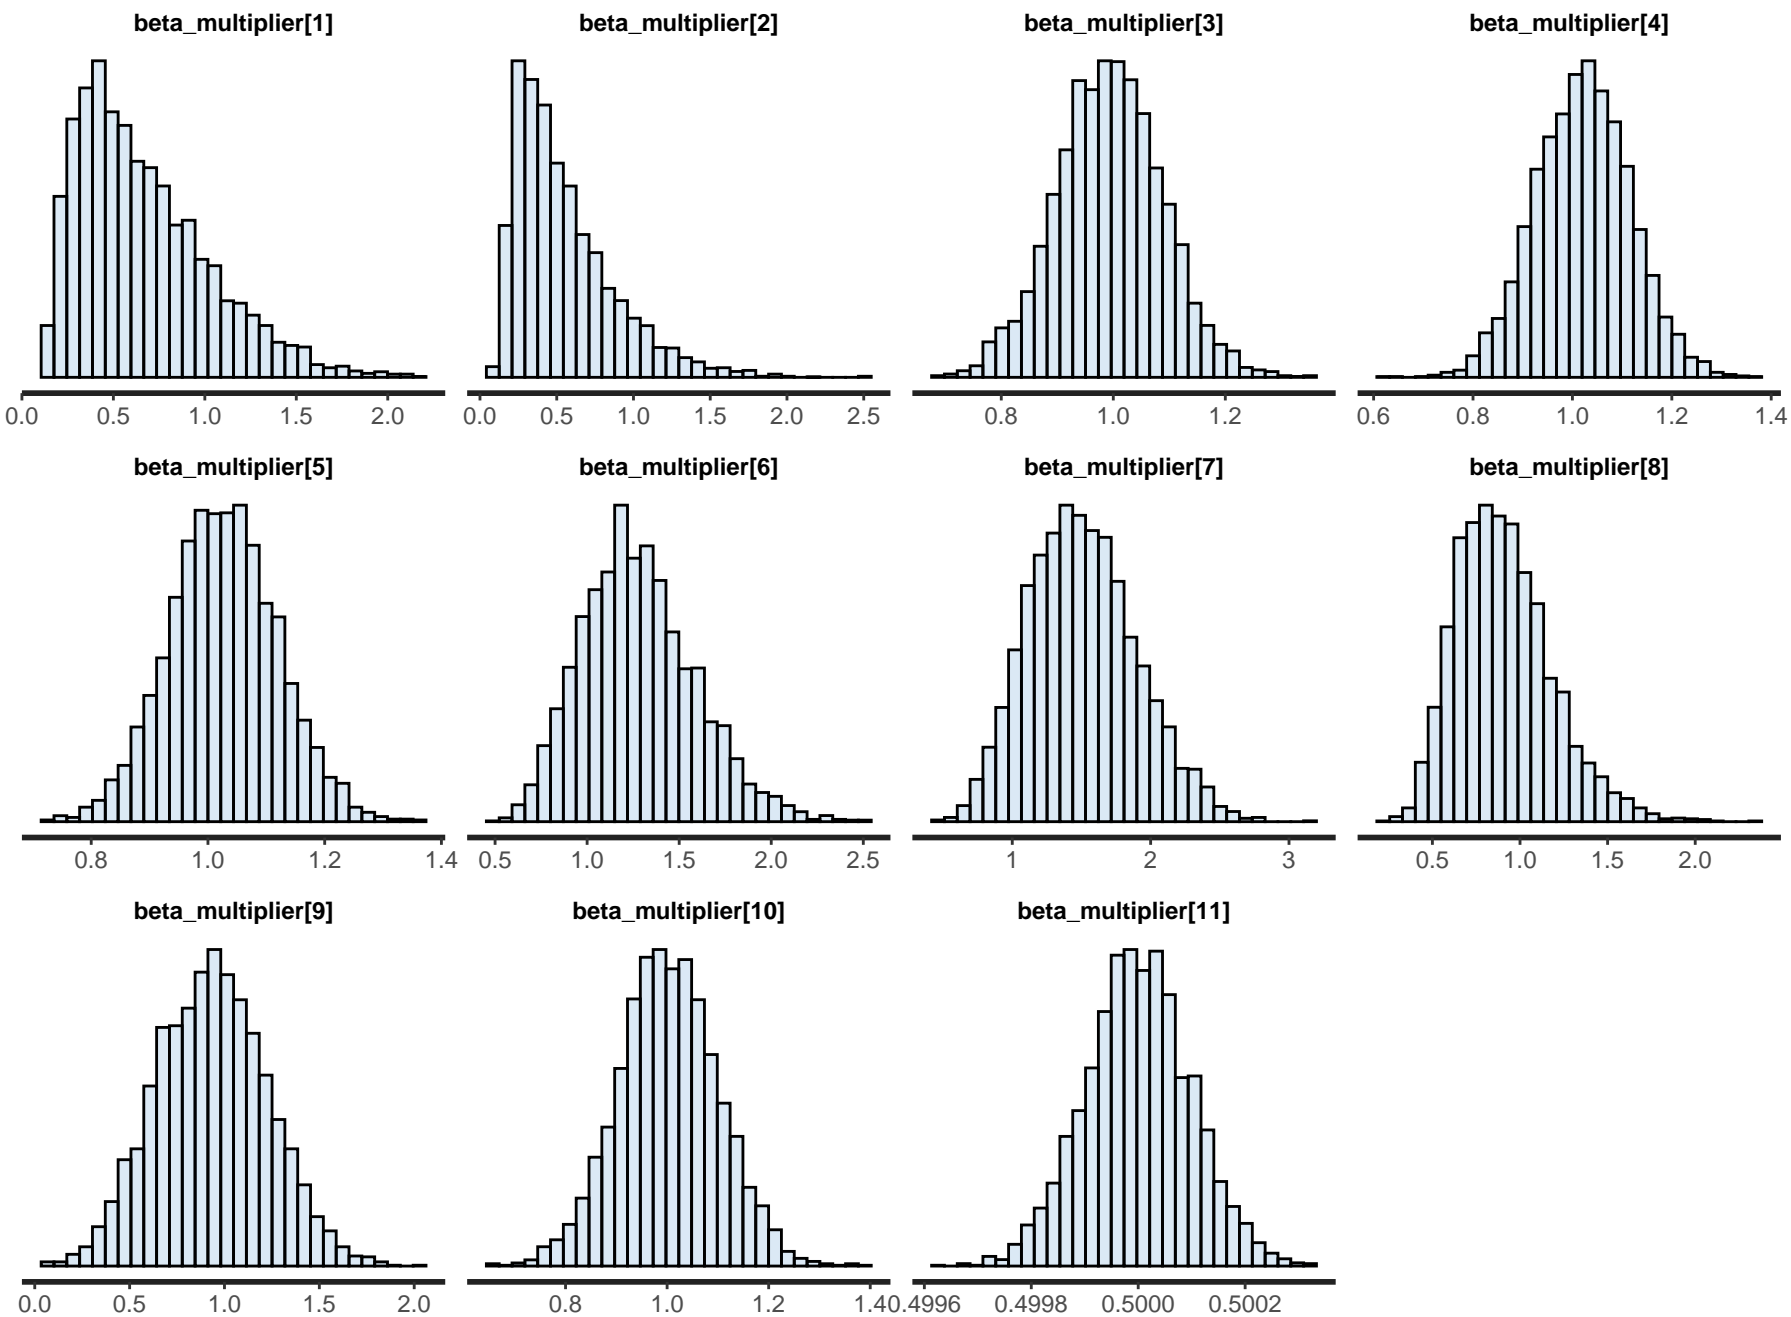 beta_multiplier[1] beta_multiplier[2] beta_multiplier[3] beta_multiplier[4]
0.0 0.5 1.0 1.5 2.0 0.0 0.5 1.0 1.5 2.0 2.5 0.8 1.0 1.2 0.6 0.8 1.0 1.2 1.4
beta_multiplier[5] beta_multiplier[6] beta_multiplier[7] beta_multiplier[8]
0.8 1.0 1.2 1.4 0.5 1.0 1.5 2.0 2.5 1 2 3 0.5 1.0 1.5 2.0
beta_multiplier[9] beta_multiplier[10] beta_multiplier[11]
0.0 0.5 1.0 1.5 2.0 0.8 1.0 1.2 1.4 0.4996 0.4998 0.5000 0.5002